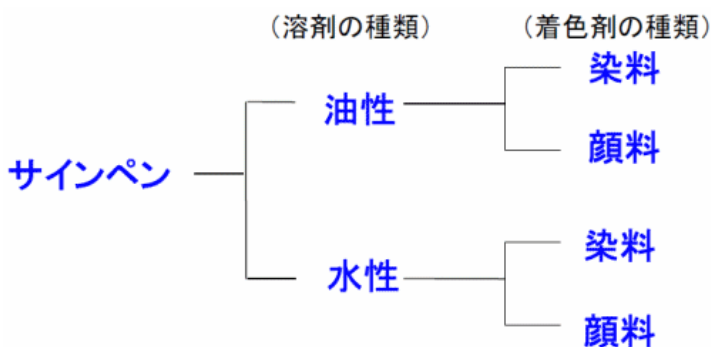 （溶剤の種類）
（着色剤の種類）
染料
油性
顔料
サインペン
染料
水性
顔料